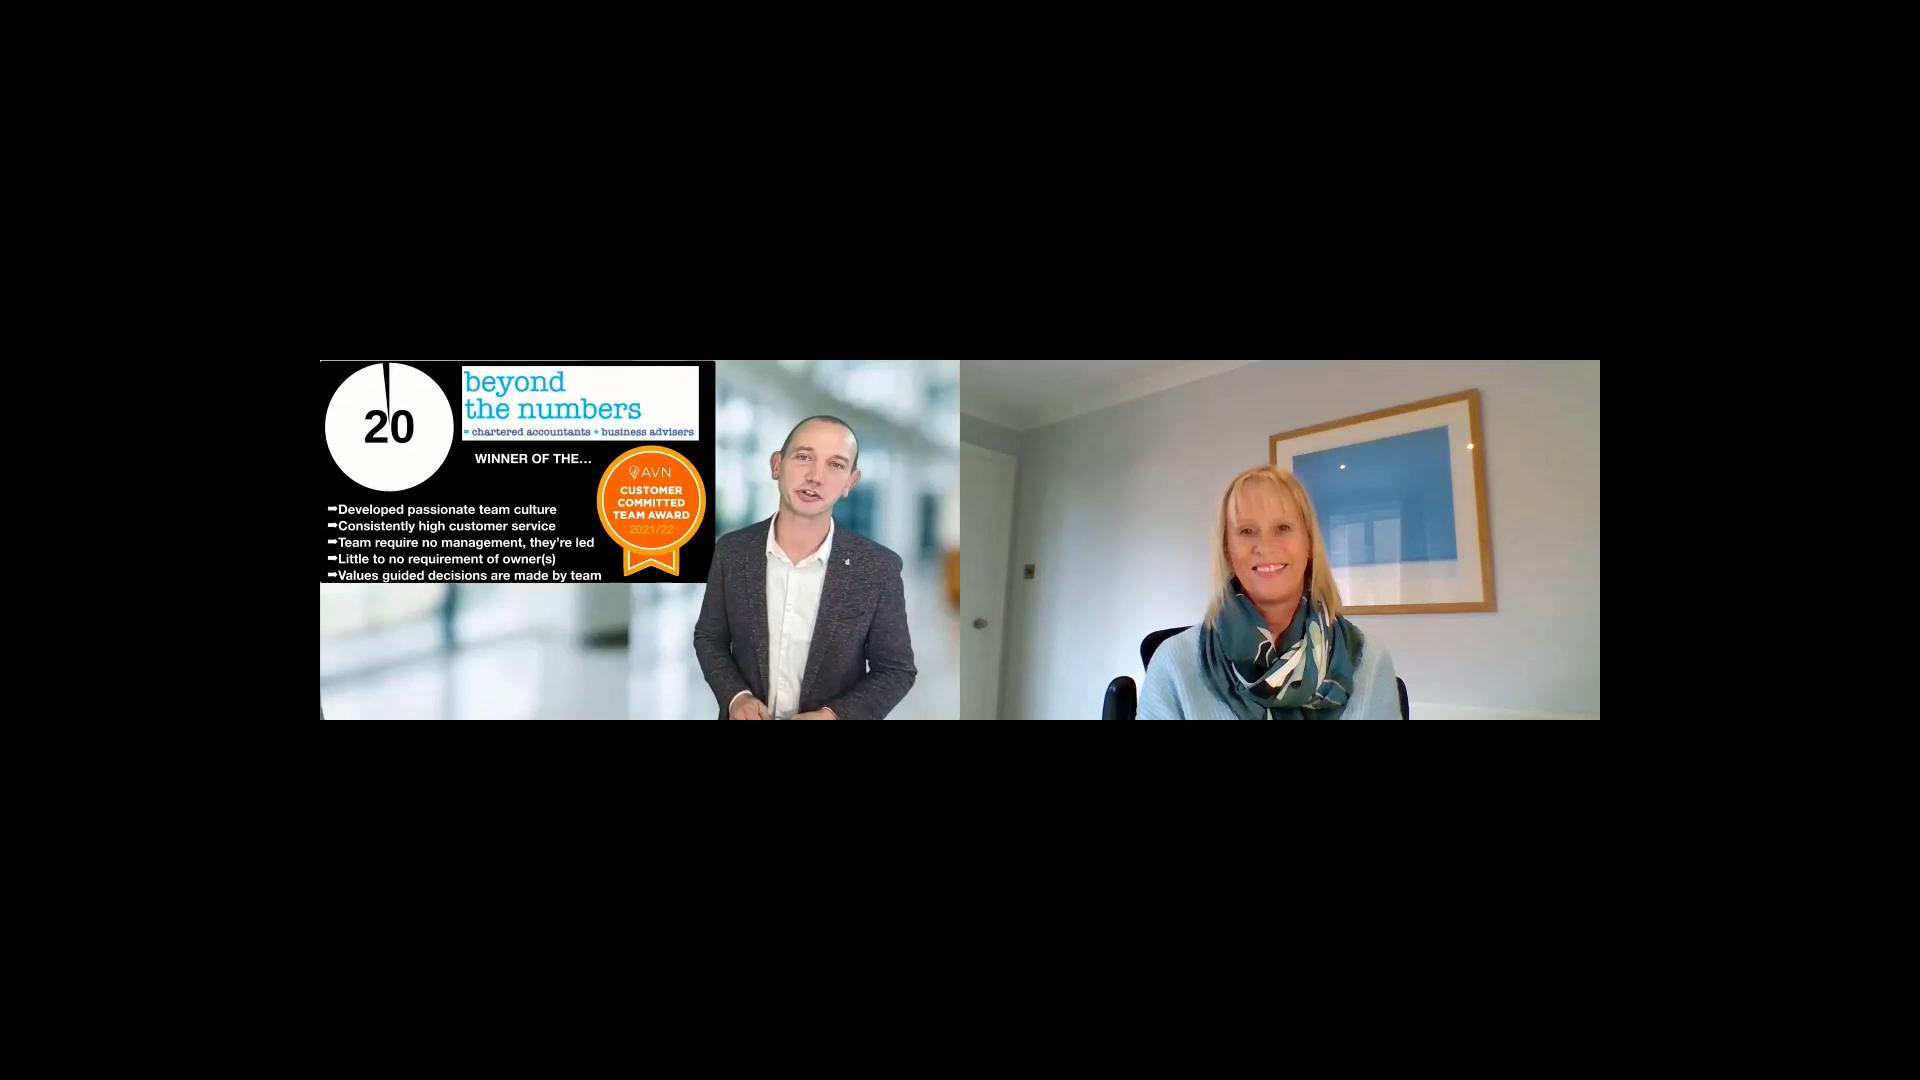 20
beyond
the numbers
= chartered accountants + business advisers
WINNER OF THE...
AVN
CUSTOMER
COMMITTED
TEAM AWARD
2021/22
➡Developed passionate team culture
➡Consistently high customer service
➡Team require no management, they're led
➡Little to no requirement of owner(s)
➡Values guided decisions are made by team